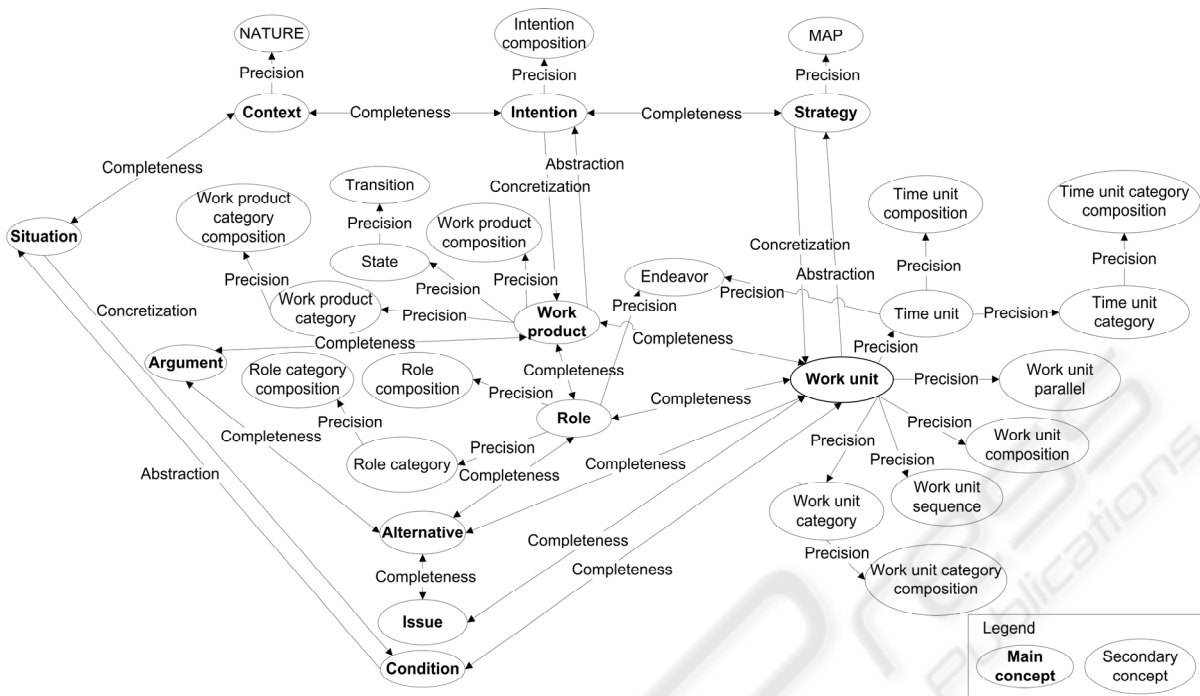 NATURE
Intention
composition
MAP
Precision
Precision
Precision
Context
Completeness
Intention
Completeness
Strategy
Completeness
Abstraction
Transition
Concretization
Work product
category
composition
Time unit
composition
Time unit category
composition
Precision
Work product
composition
Situation
Concretization
State
Endeavor
Precision
Precision
Precision
Precision
Precision
Abstraction
Precision
Precision
Work product
category
Concretization
Precision
Work
product
Time unit
Precision
Time unit
category
Completeness
Completeness
Precision
Argument
Role category
composition
Role
composition
Completeness
Work unit
Precision
Work unit
parallel
Precision
Completeness
Precision
Role
Precision
Work unit
composition
Completeness
Precision
Precision
Precision
Abstraction
Role category
Completeness
Completeness
Work unit
category
Work unit
sequence
Alternative
Completeness
Precision
Completeness
Completeness
Work unit category
composition
Issue
Legend
Condition
Main
concept
Secondary
concept
Press
Publications